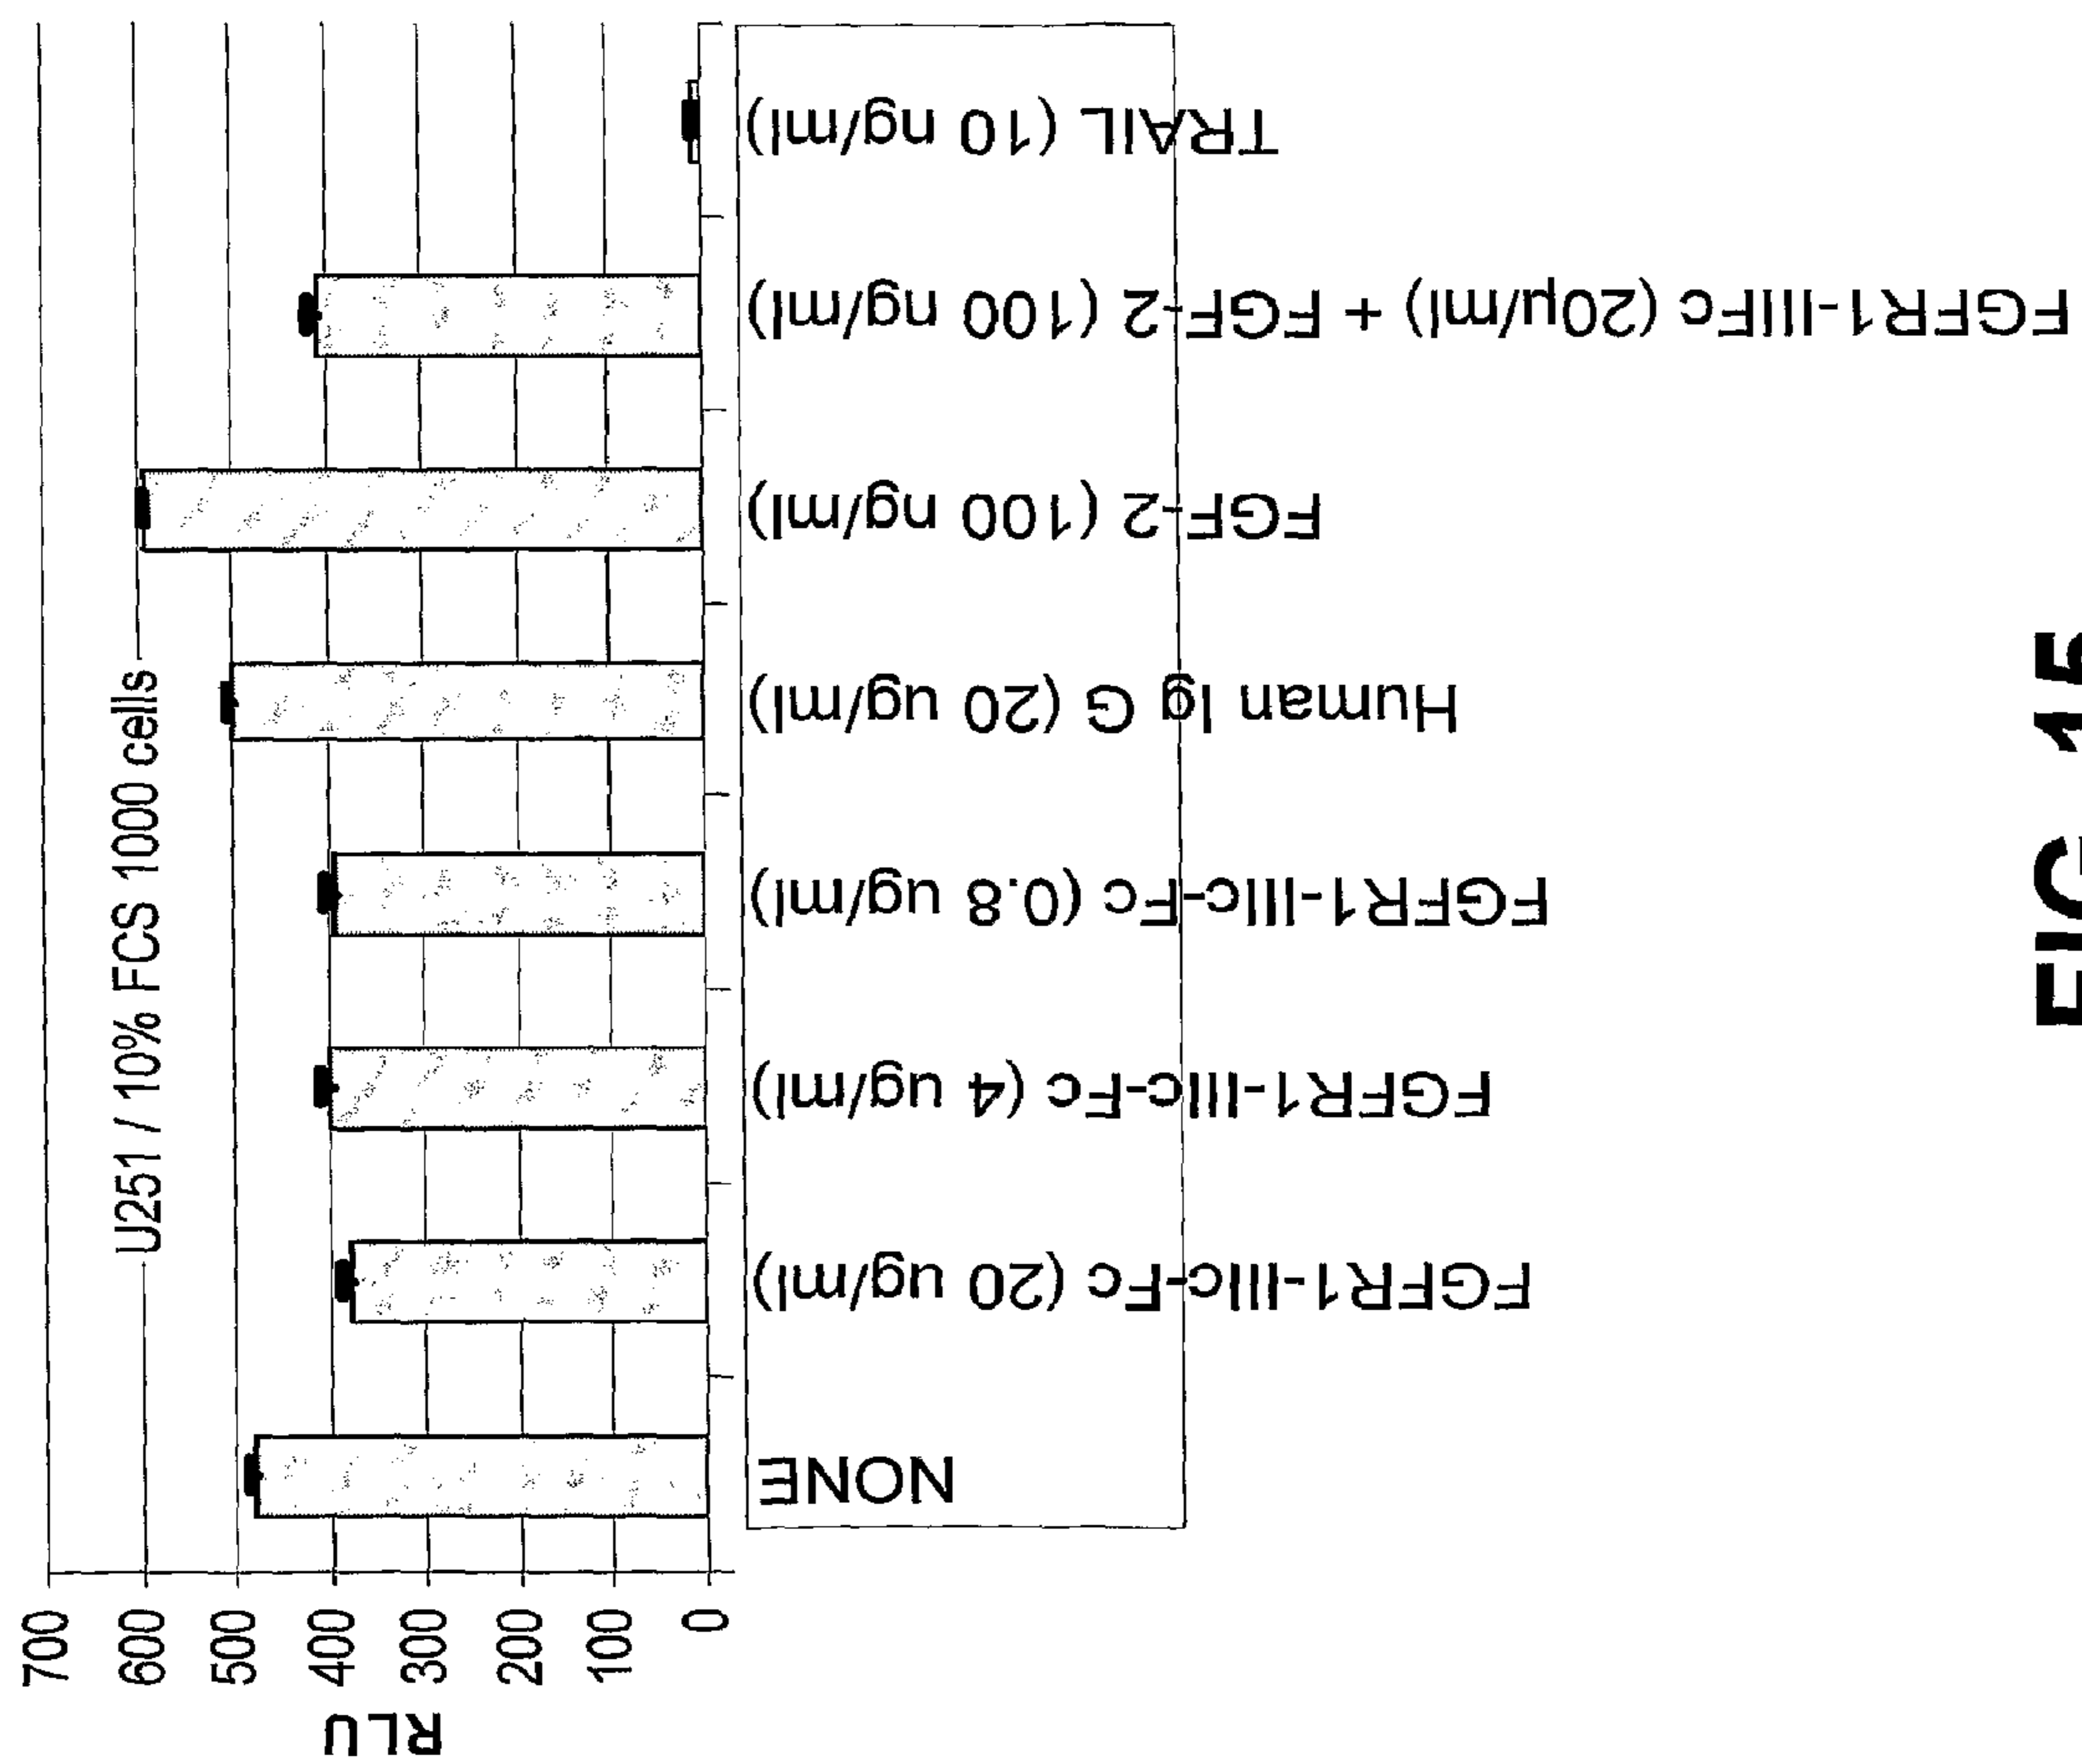 U251 / 10% FCS 1000 cells
700
600
500
400
300
200
100
0
RLU
NONE
FGFR1-IIIc-Fc (20 ug/ml)
FGFR1-IIIc-Fc (4 ug/ml)
FGFR1-IIIc-Fc (0.8 ug/ml)
Human Ig G (20 ug/ml)
FGF-2 (100 ng/ml)
FGFR1-IIIFc (20µ/ml) + FGF-2 (100 ng/ml)
TRAIL (10 ng/ml)
FIG. 15